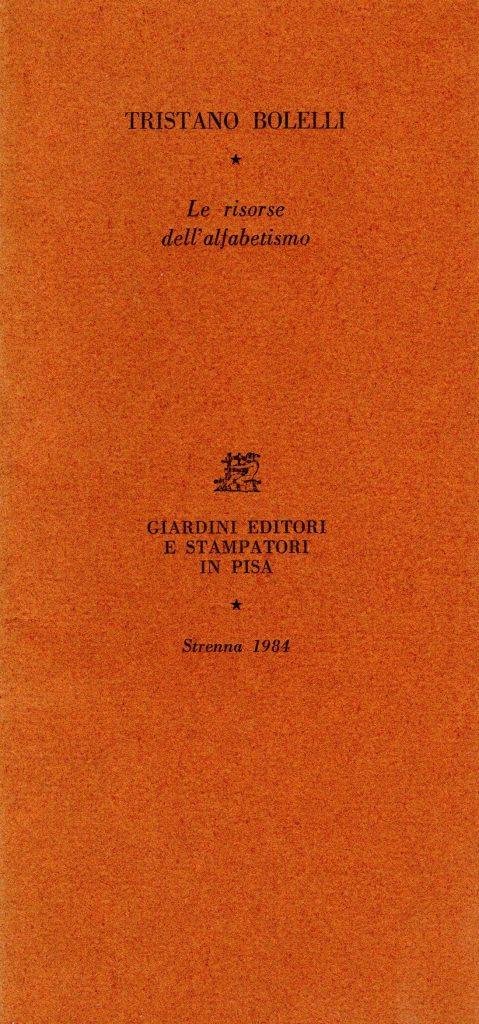 TRISTANO BOLELLI
★
Le risorse
dell'alfabetismo
GIARDINI EDITORI
E STAMPATORI
IN PISA
★
Strenna 1984